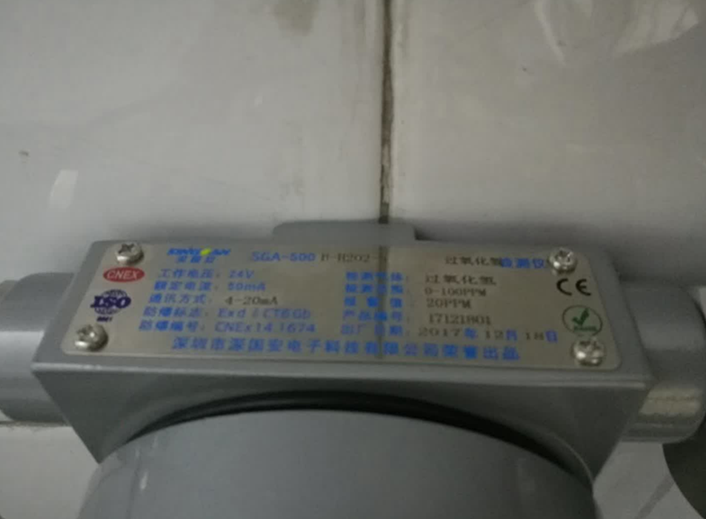 SGA-600 B-H2O2- 过氧化氢检测仪
CNEX
工作电压: 24V 检测气体: 过氧化氢
额定电流: 50mA 检测范围: 0-100PPM
ISO
通讯方式: 4-20mA 报警值: 20PPM
防爆标志: Exd ⅡCT6Gb 产品编号: 17121801
防爆编号: CNEx14.1674 出厂日期: 2017年12月18日
CE
深圳市深国安电子科技有限公司荣誉出品